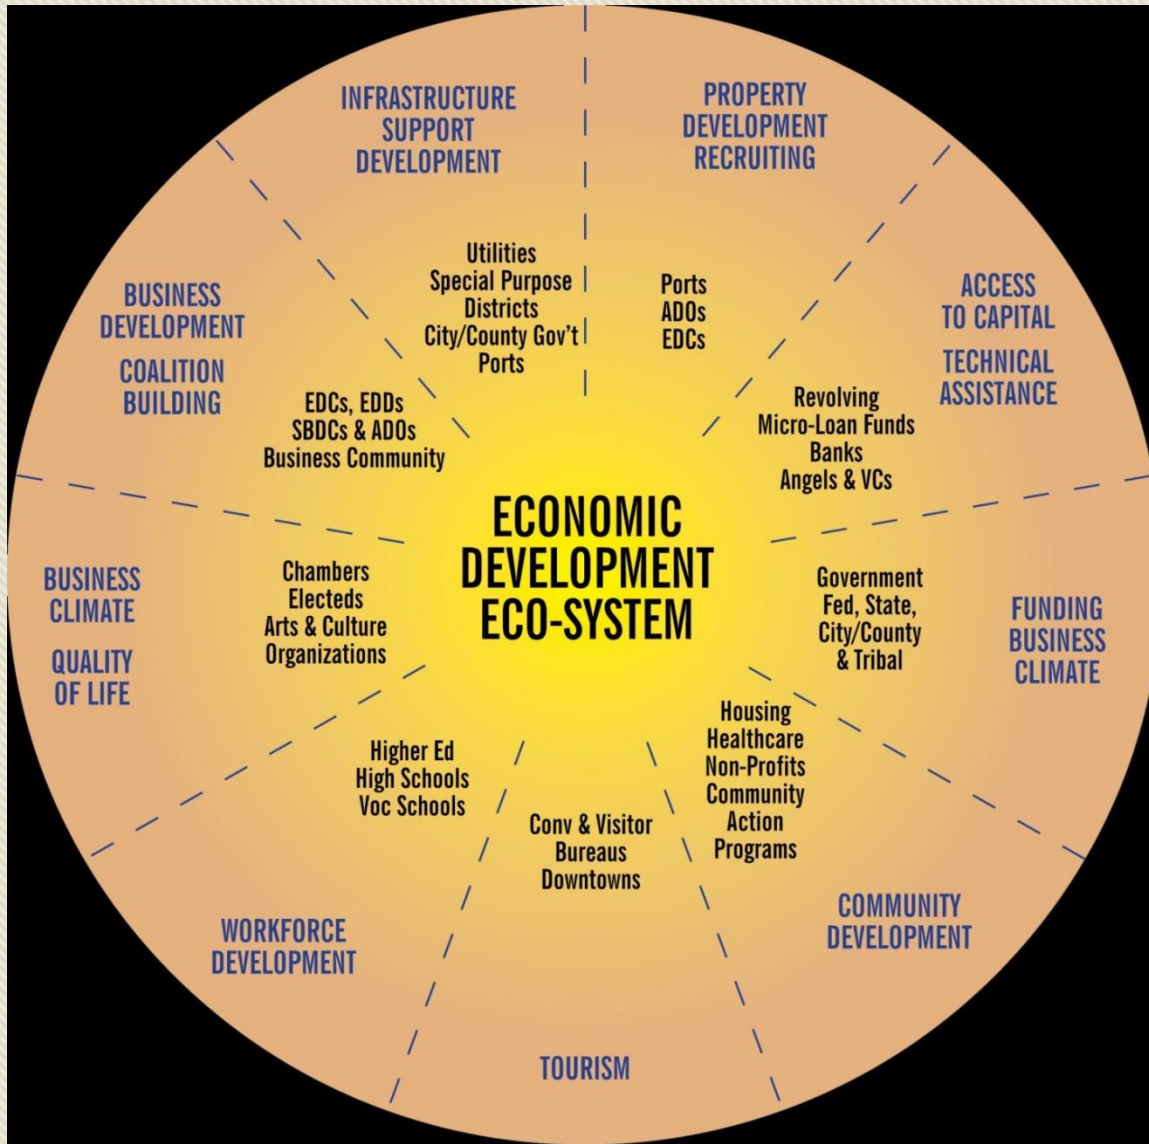 INFRASTRUCTURE
SUPPORT
DEVELOPMENT
Utilities
Special Purpose
Districts
City/County Gov't
Ports
PROPERTY
DEVELOPMENT
RECRUITING
Ports
ADOs
EDCs
ACCESS
TO CAPITAL
TECHNICAL
ASSISTANCE
Revolving
Micro-Loan Funds
Banks
Angels & VCs
FUNDING
BUSINESS
CLIMATE
Government
Fed, State,
City/County
& Tribal
COMMUNITY
DEVELOPMENT
Housing
Healthcare
Non-Profits
Community
Action
Programs
TOURISM
Conv & Visitor
Bureaus
Downtowns
WORKFORCE
DEVELOPMENT
Higher Ed
High Schools
Voc Schools
BUSINESS
CLIMATE
QUALITY
OF LIFE
Chambers
Electeds
Arts & Culture
Organizations
BUSINESS
DEVELOPMENT
COALITION
BUILDING
EDCs, EDDs
SBDCs & ADOs
Business Community
ECONOMIC
DEVELOPMENT
ECO-SYSTEM